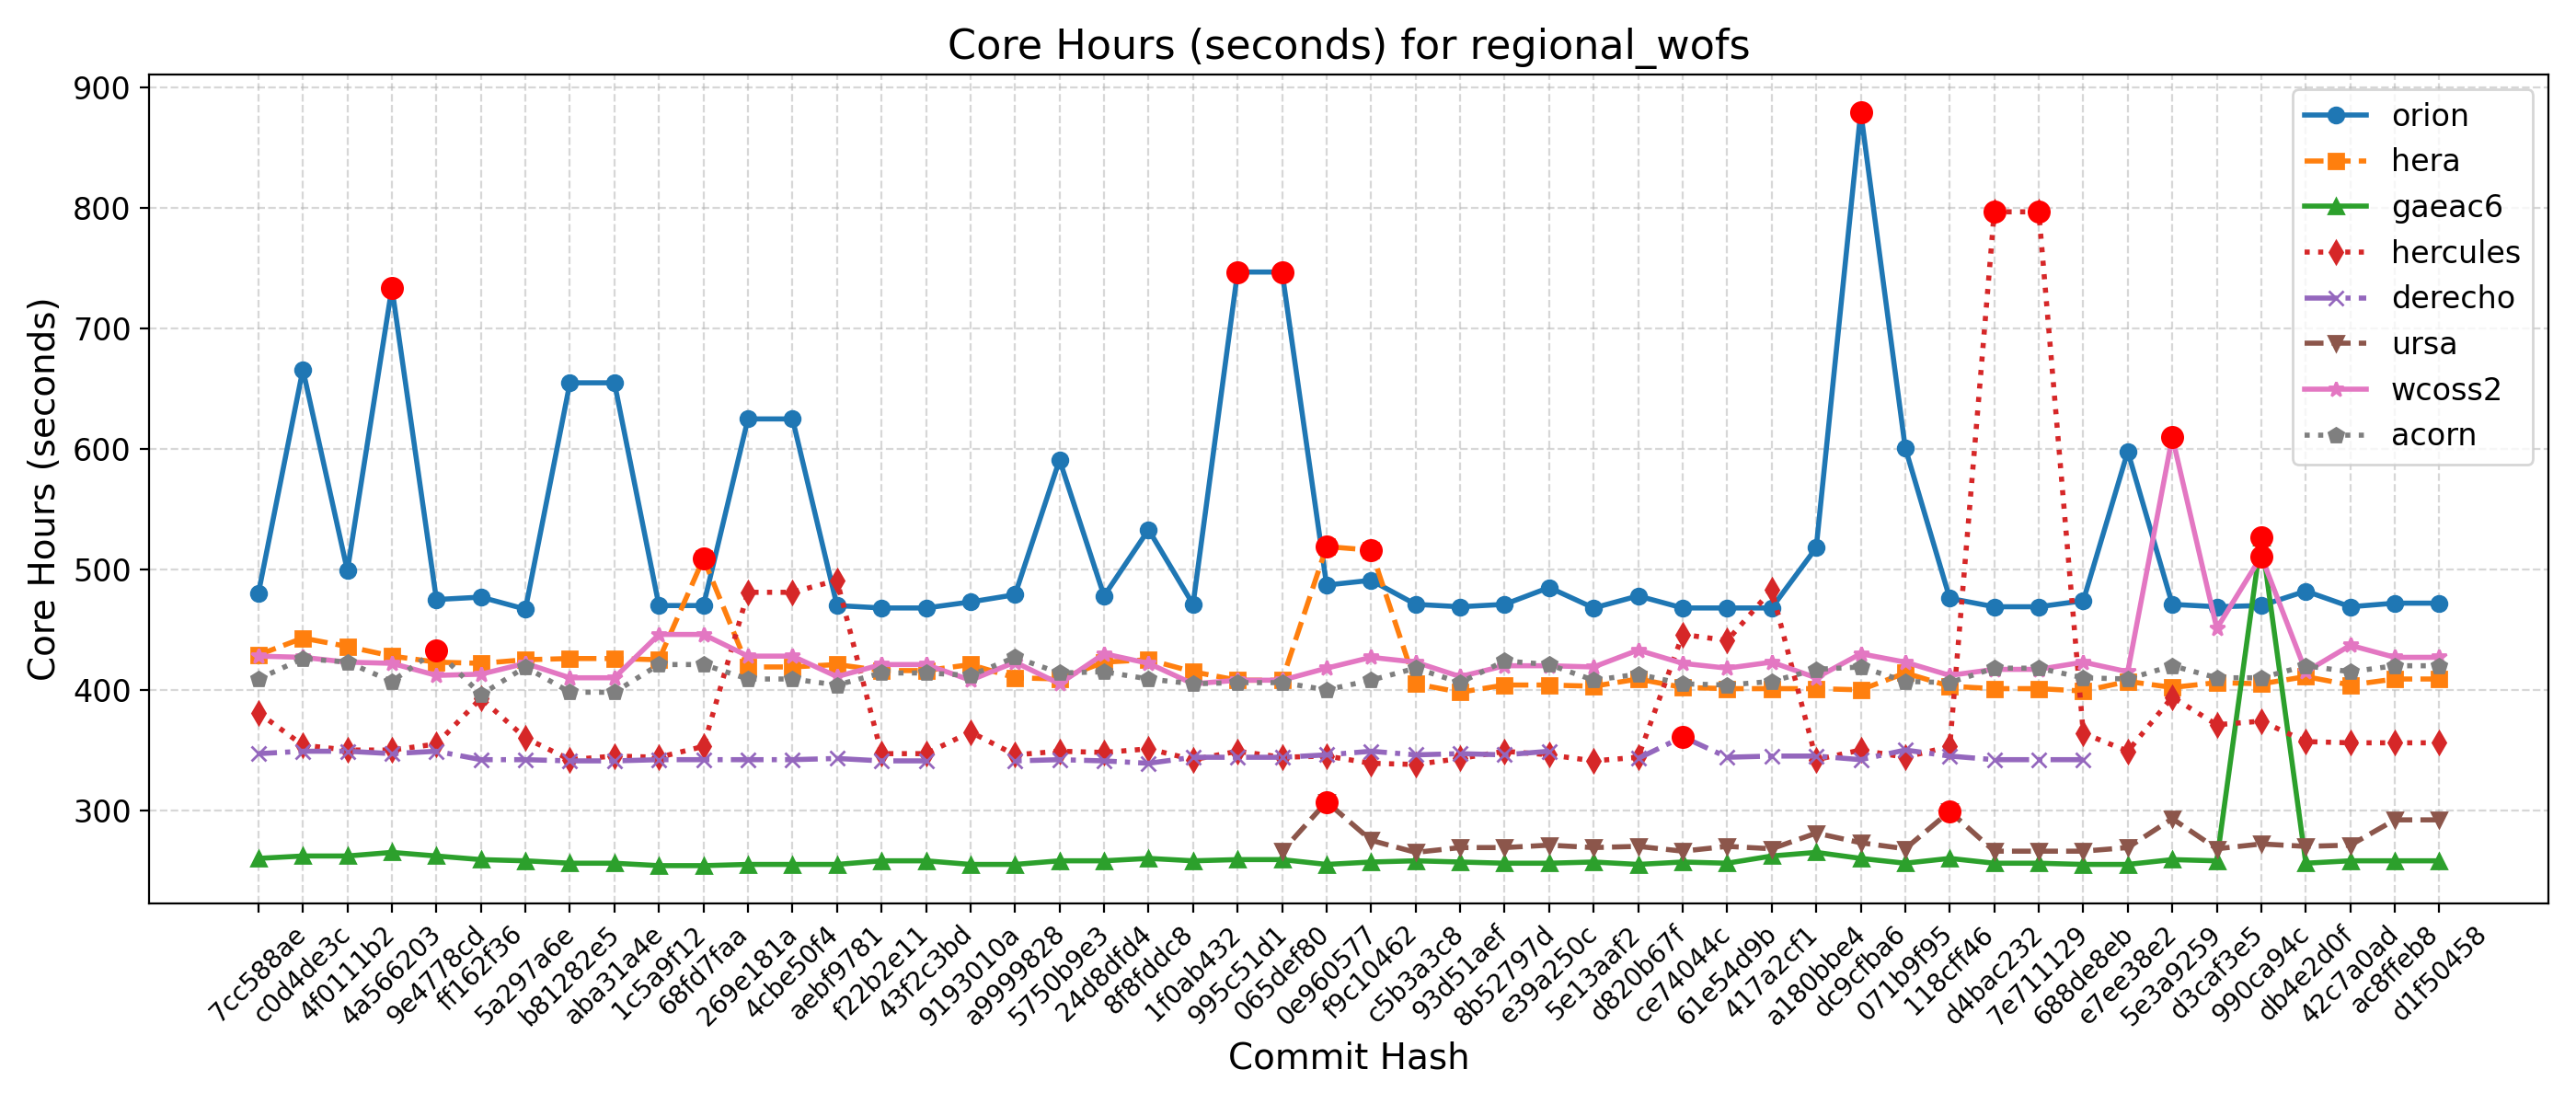 Core Hours (seconds) for regional_wofs
Core Hours (seconds)
900
800
700
600
500
400
300
orion
hera
gaeac6
hercules
derecho
ursa
wcoss2
acorn
7cc588ae
c0d4de3c
4f0111b2
4a566203
9e4778cd
ff162f36
5a297a6e
b81282e5
aba31a4e
1c5a9f12
68fd7faa
269e181a
4cbe50f4
aebf9781
f22b2e11
43f2c3bd
9193010a
a9999828
5750b9e3
24d8dfd4
8f8fddc8
1f0ab432
995c51d1
065def80
0e960577
f9c10462
c5b3a3c8
93d51aef
8b52797d
e39a250c
5e13aaf2
d820b67f
ce74044c
61e54d9b
417a2cf1
a180bbe4
dc9cfba6
071b9f95
118cff46
d4bac232
7e711129
688de8eb
e7ee38e2
5e3a9259
d3caf3e5
990ca94c
db4e2d0f
42c7a0ad
ac8ffeb8
d1f50458
Commit Hash